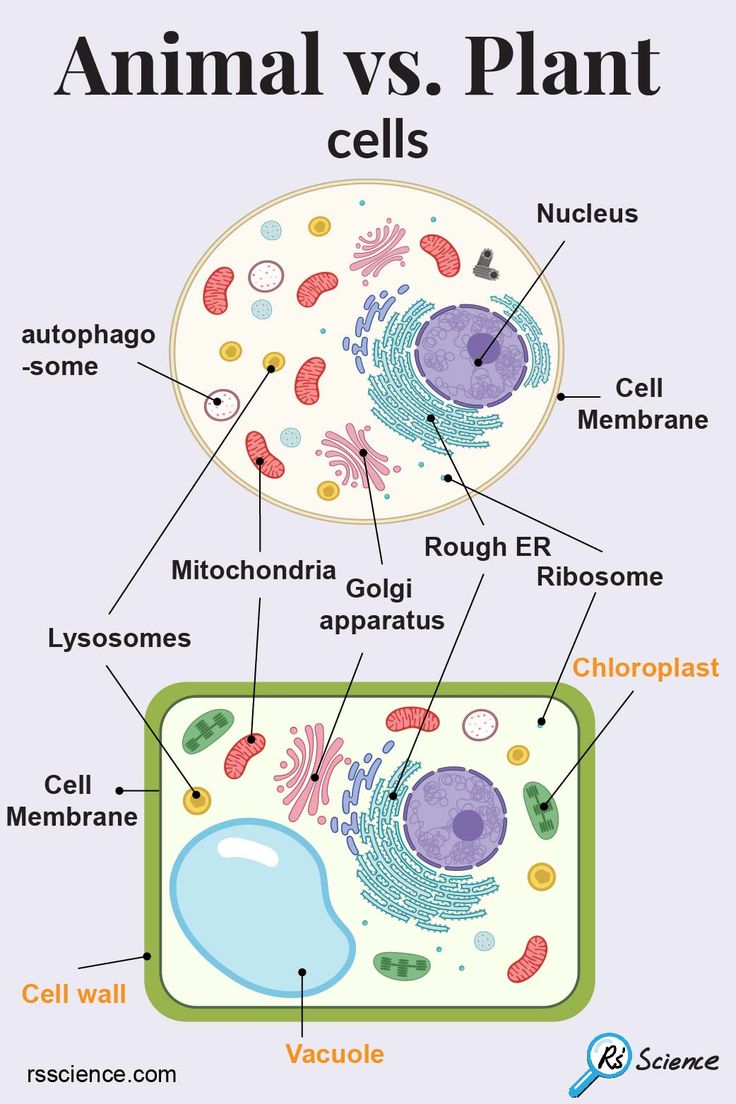 Animal vs. Plant
cells
Nucleus
autophago
-some
Cell
Membrane
Rough ER
Mitochondria
Ribosome
Golgi
apparatus
Lysosomes
Chloroplast
Cell
Membrane
Cell wall
Vacuole
rsscience.com
Rs' Science